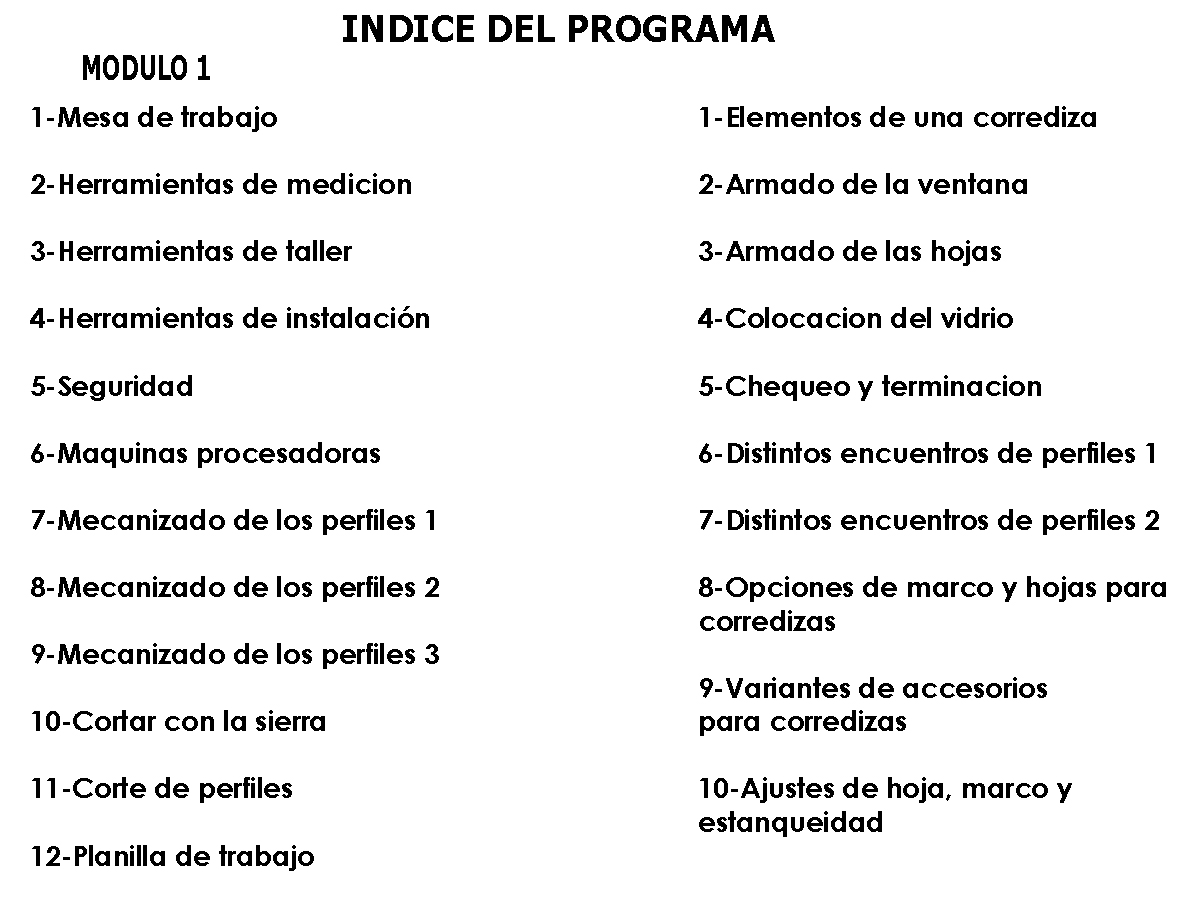 INDICE DEL PROGRAMA
MODULO 1
1-Mesa de trabajo
2-Herramientas de medicion
3-Herramientas de taller
4-Herramientas de instalación
5-Seguridad
6-Maquinas procesadoras
7-Mecanizado de los perfiles 1
8-Mecanizado de los perfiles 2
9-Mecanizado de los perfiles 3
10-Cortar con la sierra
11-Corte de perfiles
12-Planilla de trabajo
1-Elementos de una corrediza
2-Armado de la ventana
3-Armado de las hojas
4-Colocacion del vidrio
5-Chequeo y terminacion
6-Distintos encuentros de perfiles 1
7-Distintos encuentros de perfiles 2
8-Opciones de marco y hojas para
corredizas
9-Variantes de accesorios
para corredizas
10-Ajustes de hoja, marco y
estanqueidad